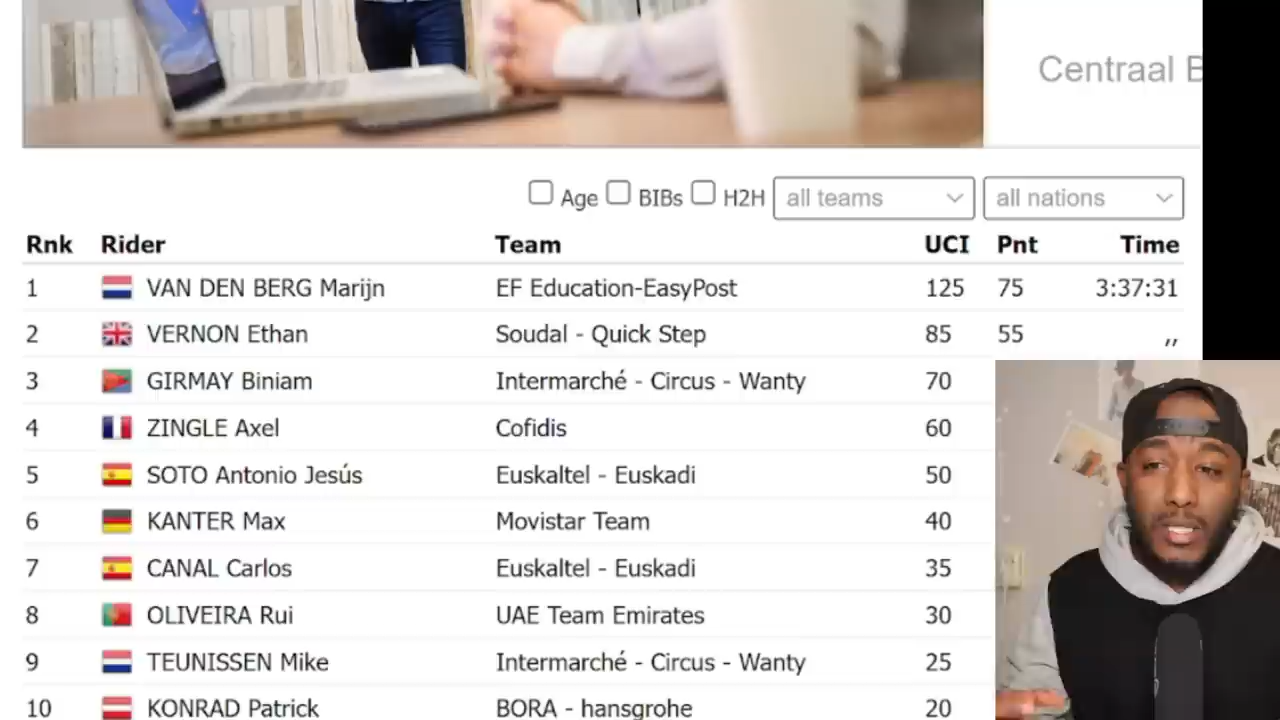 Centraal B
Age BIBs H2H all teams all nations
Rnk Rider Team UCI Pnt Time
1 VAN DEN BERG Marijn EF Education-EasyPost 125 75 3:37:31
2 VERNON Ethan Soudal - Quick Step 85 55 ,,
3 GIRMAY Biniam Intermarché - Circus - Wanty 70
4 ZINGLE Axel Cofidis 60
5 SOTO Antonio Jesús Euskaltel - Euskadi 50
6 KANTER Max Movistar Team 40
7 CANAL Carlos Euskaltel - Euskadi 35
8 OLIVEIRA Rui UAE Team Emirates 30
9 TEUNISSEN Mike Intermarché - Circus - Wanty 25
10 KONRAD Patrick BORA - hansgrohe 20